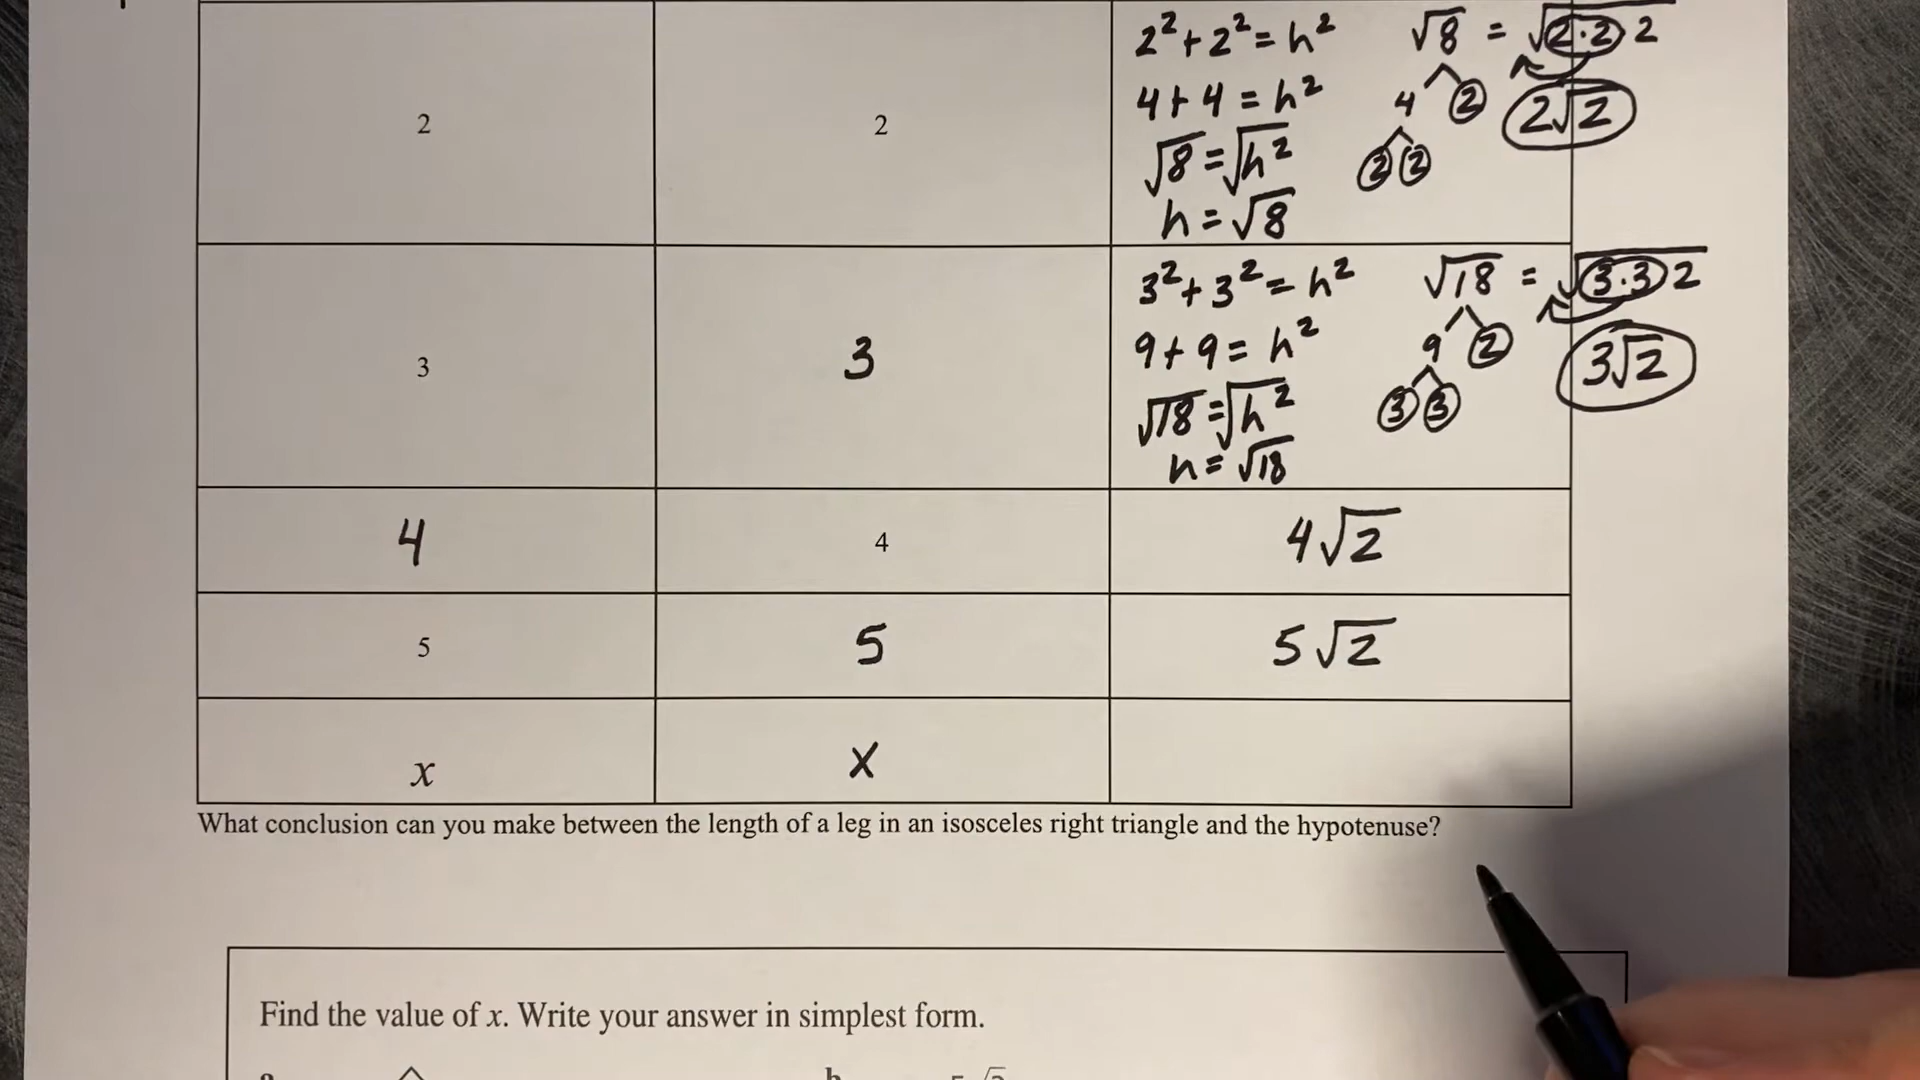 2 2 2² + 2² = h² √8 = √2·2 2
4 + 4 = h² 4 2 2√2
√8 = √h² 2 2
h = √8
3 3 3² + 3² = h² √18 = √3·3 2
9 + 9 = h² 9 2 3√2
√18 = √h² 3 3
h = √18
4 4 4√2
5 5 5√2
x x
What conclusion can you make between the length of a leg in an isosceles right triangle and the hypotenuse?
Find the value of x. Write your answer in simplest form.